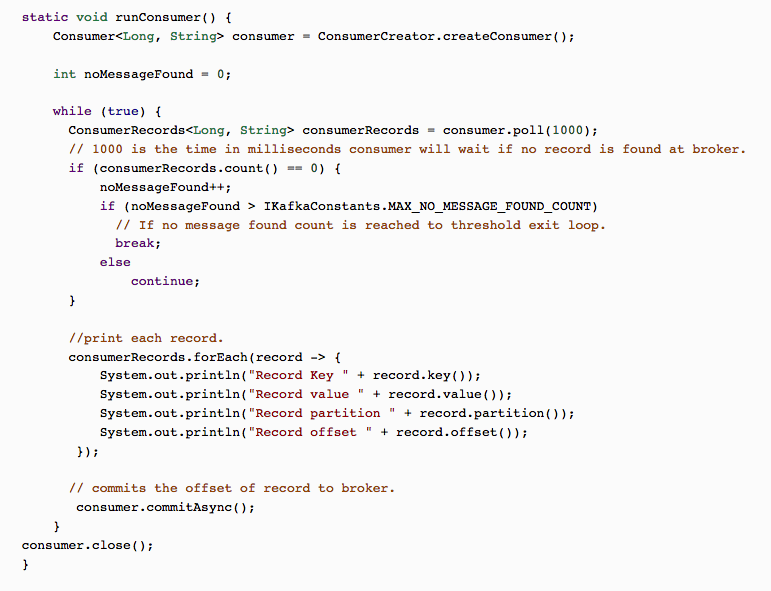 static void runConsumer() {
    Consumer<Long, String> consumer = ConsumerCreator.createConsumer();

    int noMessageFound = 0;

    while (true) {
      ConsumerRecords<Long, String> consumerRecords = consumer.poll(1000);
      // 1000 is the time in milliseconds consumer will wait if no record is found at broker.
      if (consumerRecords.count() == 0) {
          noMessageFound++;
          if (noMessageFound > IKafkaConstants.MAX_NO_MESSAGE_FOUND_COUNT)
            // If no message found count is reached to threshold exit loop.
            break;
          else
              continue;
      }

      //print each record.
      consumerRecords.forEach(record -> {
          System.out.println("Record Key " + record.key());
          System.out.println("Record value " + record.value());
          System.out.println("Record partition " + record.partition());
          System.out.println("Record offset " + record.offset());
       });

      // commits the offset of record to broker.
       consumer.commitAsync();
    }
consumer.close();
}